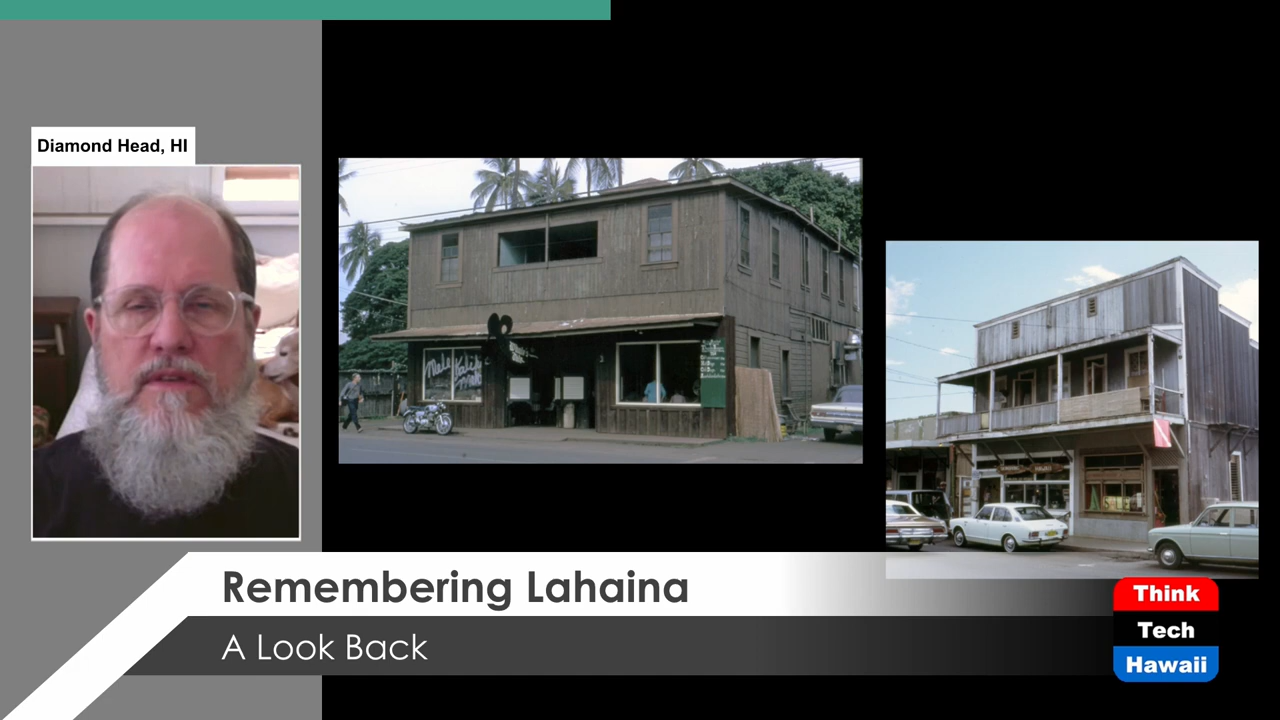 Diamond Head, HI
Remembering Lahaina
A Look Back
Think
Tech
Hawaii